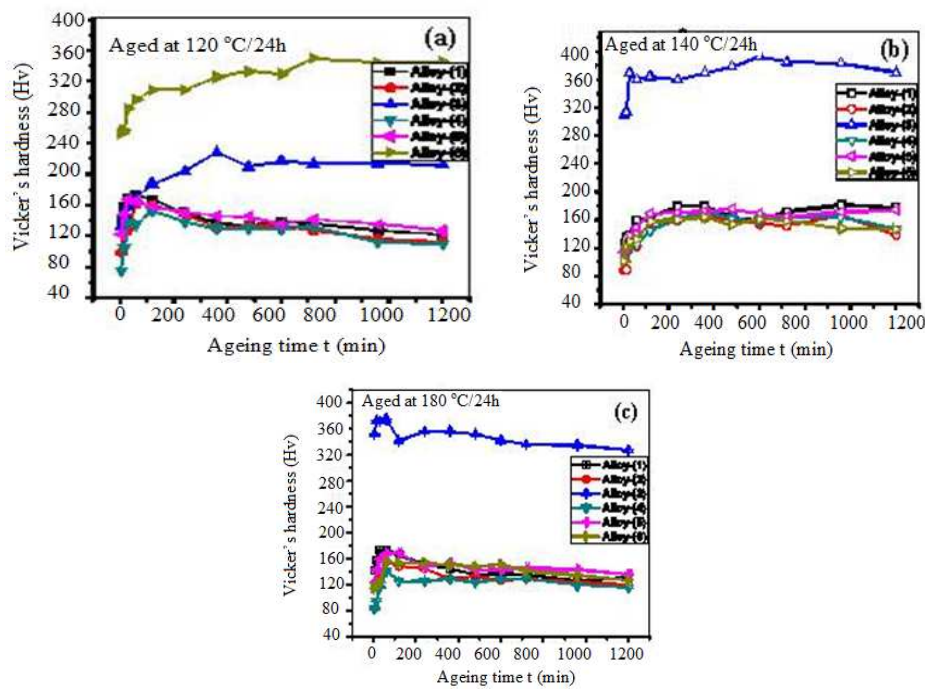 (a)
Aged at 120 °C/24h
Vicker's hardness (Hv)
400
360
320
280
240
200
160
120
80
40
Alloy-(1)
Alloy-(2)
Alloy-(3)
Alloy-(4)
Alloy-(5)
0 200 400 600 800 1000 1200
Ageing time t (min)
Aged at 140 °C/24h
(b)
Vicker's hardness (Hv)
400
360
320
280
240
200
160
120
80
40
Alloy-(1)
Alloy-(2)
Alloy-(3)
Alloy-(4)
Alloy-(5)
0 200 400 600 800 1000 1200
Ageing time t (min)
Aged at 180 °C/24h
(c)
Vicker's hardness (Hv)
400
360
320
280
240
200
160
120
80
40
Alloy-(1)
Alloy-(2)
Alloy-(3)
Alloy-(4)
Alloy-(5)
Alloy-(6)
0 200 400 600 800 1000 1200
Ageing time t (min)